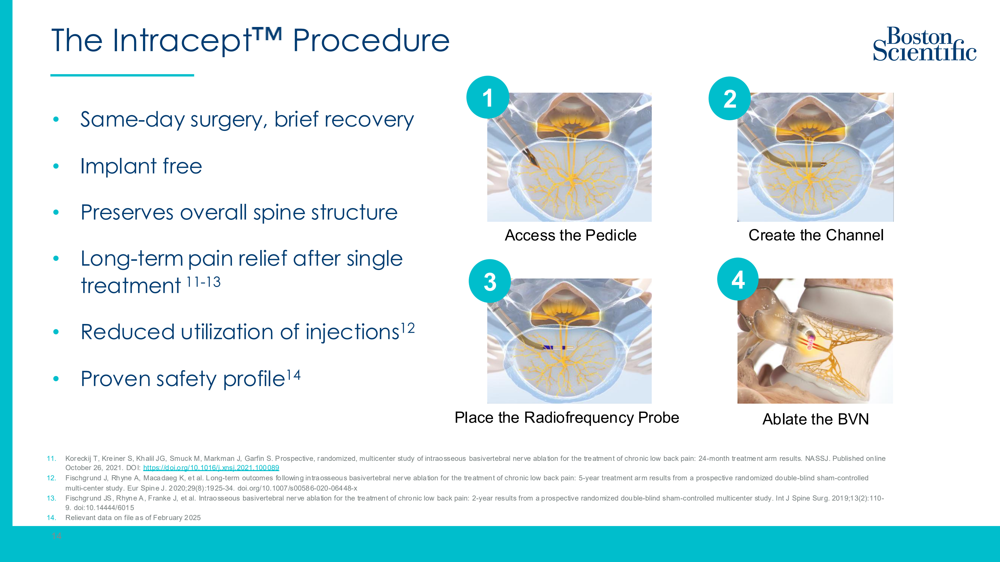 The Intracept™ Procedure
Boston
Scientific
• Same-day surgery, brief recovery
• Implant free
• Preserves overall spine structure
• Long-term pain relief after single
treatment 11-13
• Reduced utilization of injections12
• Proven safety profile14
1
Access the Pedicle
2
Create the Channel
3
Place the Radiofrequency Probe
4
Ablate the BVN
11. Koreckij T, Kreiner S, Khalil JG, Smuck M, Markman J, Garfin S. Prospective, randomized, multicenter study of intraosseous basivertebral nerve ablation for the treatment of chronic low back pain: 24-month treatment arm results. NASSJ. Published online
October 26, 2021. DOI: https://doi.org/10.1016/j.xnsj.2021.100089
12. Fischgrund J, Rhyne A, Macadaeg K, et al. Long-term outcomes following intraosseous basivertebral nerve ablation for the treatment of chronic low back pain: 5-year treatment arm results from a prospective randomized double-blind sham-controlled
multi-center study. Eur Spine J. 2020;29(8):1925-34. doi.org/10.1007/s00586-020-06448-x
13. Fischgrund JS, Rhyne A, Franke J, et al. Intraosseous basivertebral nerve ablation for the treatment of chronic low back pain: 2-year results from a prospective randomized double-blind sham-controlled multicenter study. Int J Spine Surg. 2019;13(2):110-
9. doi:10.14444/6015
14. Relievant data on file as of February 2025
14